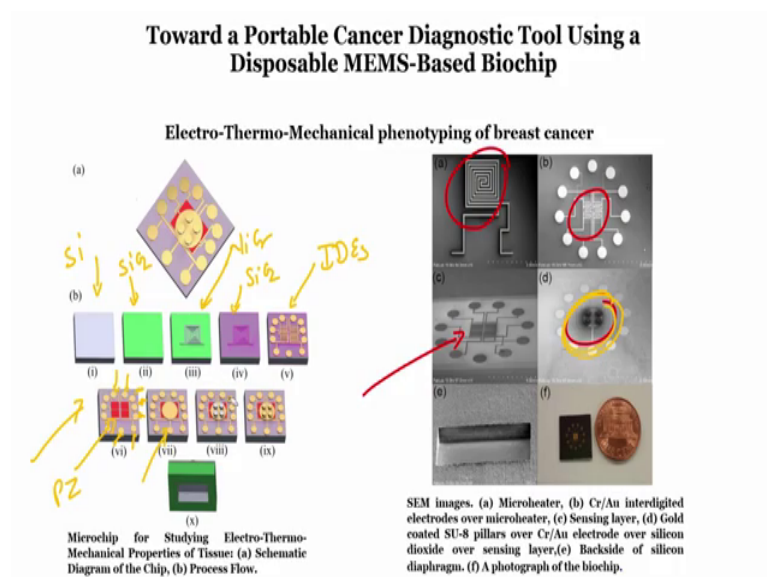 Toward a Portable Cancer Diagnostic Tool Using a
Disposable MEMS-Based Biochip
Electro-Thermo-Mechanical phenotyping of breast cancer
(a)
Si
SiO2
NiCr
SiO2
IDEs
(b)
(i)
(ii)
(iii)
(iv)
(v)
(vi)
(vii)
(viii)
(ix)
PZ
(x)
Microchip for Studying Electro-Thermo-
Mechanical Properties of Tissue: (a) Schematic
Diagram of the Chip, (b) Process Flow.
(a)
(b)
(c)
(d)
(e)
(f)
SEM images. (a) Microheater, (b) Cr/Au interdigited
electrodes over microheater, (c) Sensing layer, (d) Gold
coated SU-8 pillars over Cr/Au electrode over silicon
dioxide over sensing layer,(e) Backside of silicon
diaphragm. (f) A photograph of the biochip.